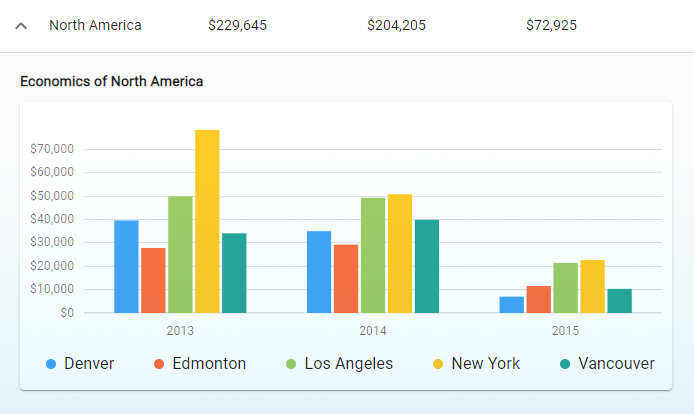 North America $229,645 $204,205 $72,925
Economics of North America
$70,000
$60,000
$50,000
$40,000
$30,000
$20,000
$10,000
$0
2013 2014 2015
Denver Edmonton Los Angeles New York Vancouver